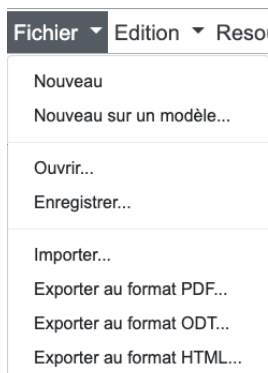 Fichier Edition
Nouveau
Nouveau sur un modèle...
Ouvrir...
Enregistrer...
Importer...
Exporter au format PDF...
Exporter au format ODT...
Exporter au format HTML...